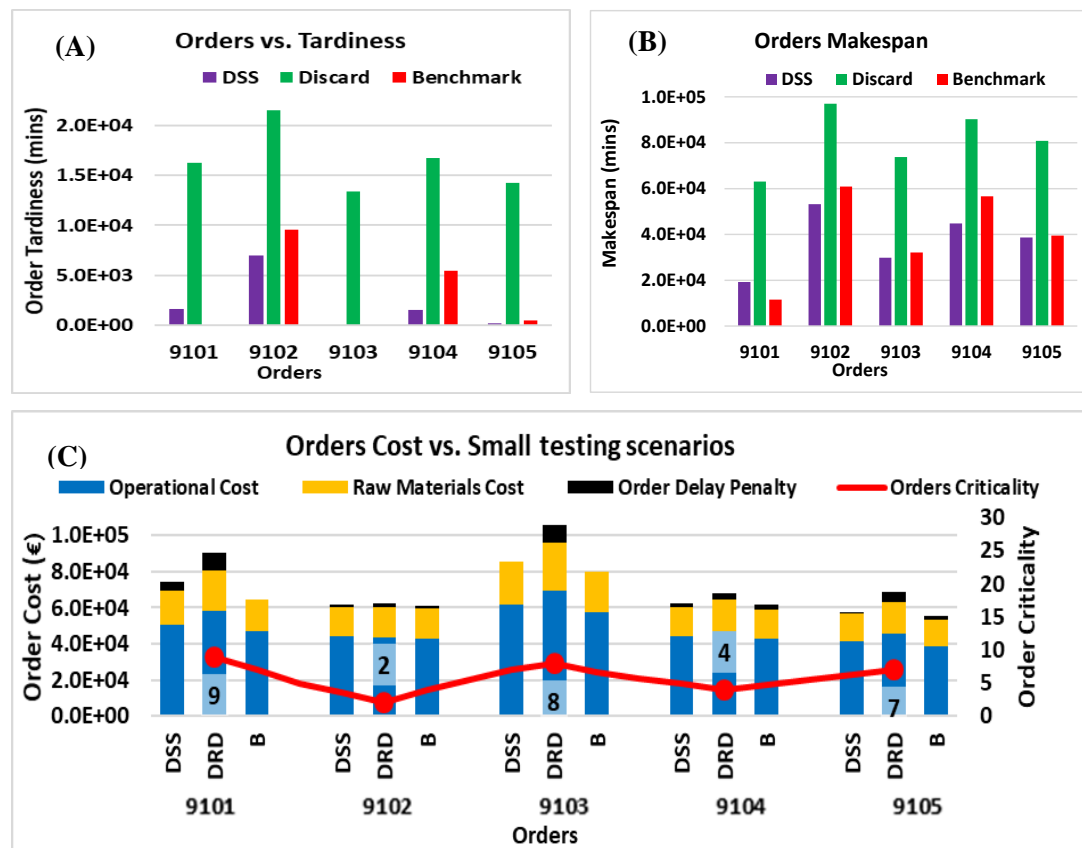 (A)
Orders vs. Tardiness
DSS Discard Benchmark
Order Tardiness (mins)
2.0E+04
1.5E+04
1.0E+04
5.0E+03
0.0E+00
9101 9102 9103 9104 9105
Orders
(B)
Orders Makespan
DSS Discard Benchmark
Makespan (mins)
1.0E+05
8.0E+04
6.0E+04
4.0E+04
2.0E+04
0.0E+00
9101 9102 9103 9104 9105
Orders
(C)
Orders Cost vs. Small testing scenarios
Operational Cost Raw Materials Cost Order Delay Penalty Orders Criticality
Order Cost (€)
1.0E+05
8.0E+04
6.0E+04
4.0E+04
2.0E+04
0.0E+00
9 2 8 4 7
30
25
20
15
10
5
0
Order Criticality
DSS DRD B DSS DRD B DSS DRD B DSS DRD B DSS DRD B
9101 9102 9103 9104 9105
Orders